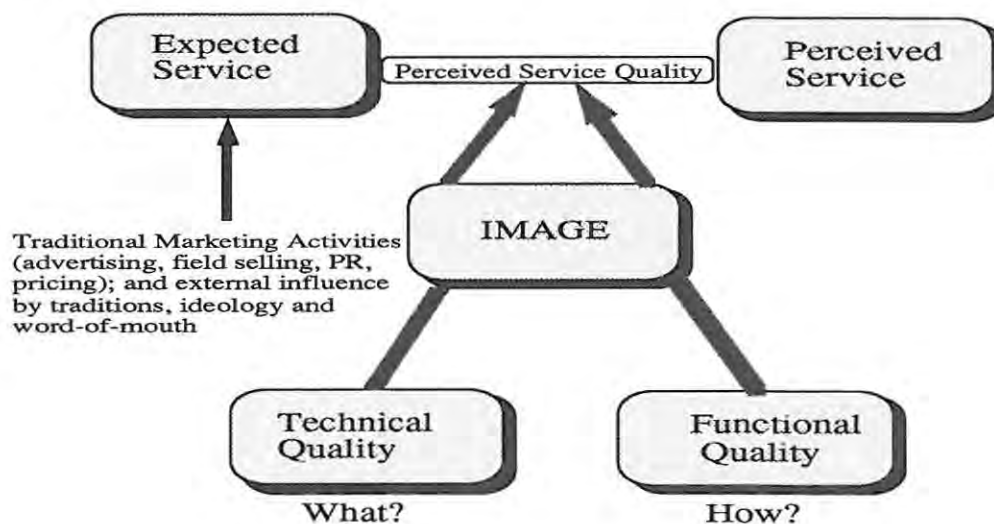 Expected
Service
Perceived Service Quality
Perceived
Service
IMAGE
Traditional Marketing Activities
(advertising, field selling, PR,
pricing); and external influence
by traditions, ideology and
word-of-mouth
Technical
Quality
Functional
Quality
What?
How?